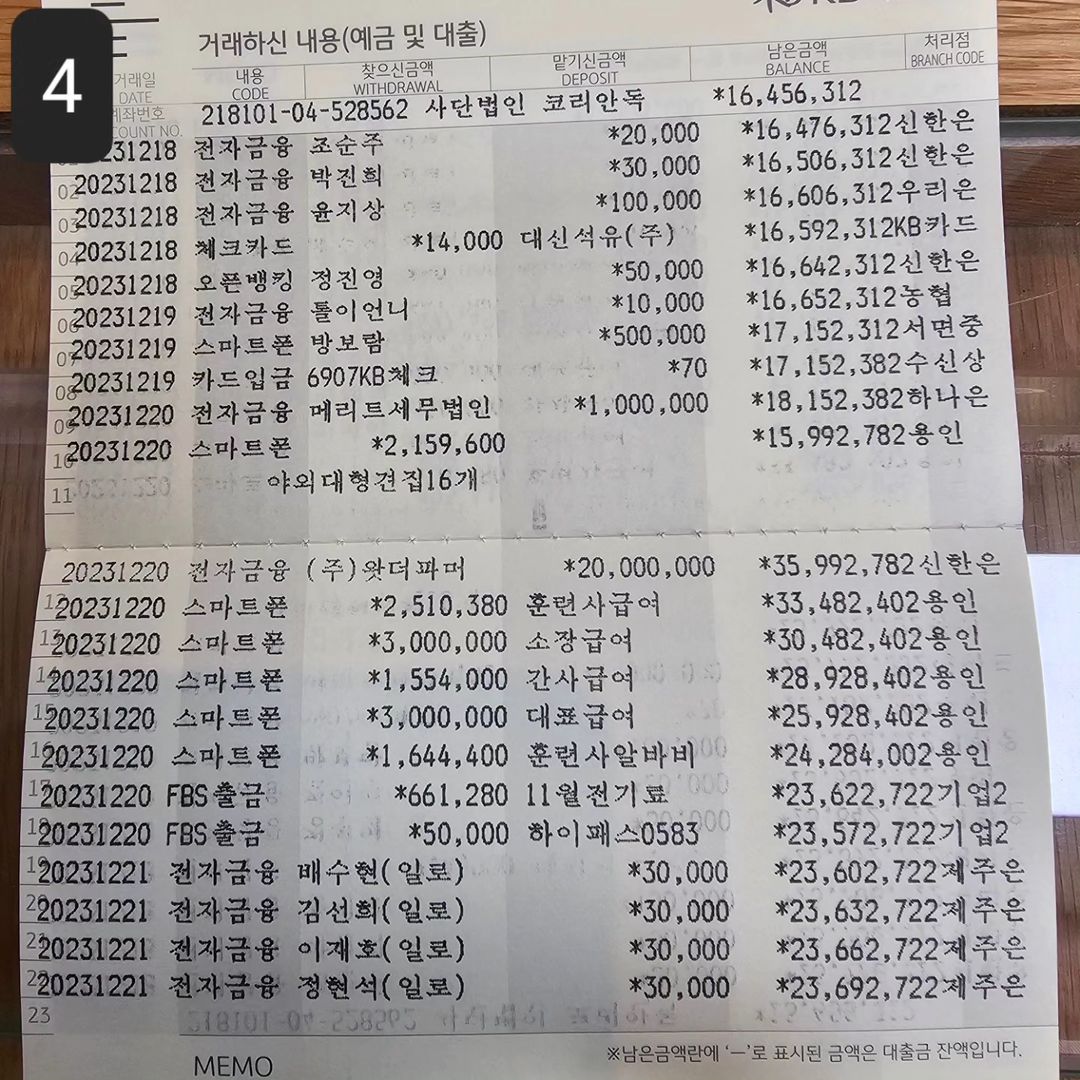 4
거래하신 내용(예금 및 대출)
거래일 내용 찾으신금액 맡기신금액 남은금액 처리점
DATE CODE WITHDRAWAL DEPOSIT BALANCE BRANCH CODE
계좌번호
COUNT NO. 218101-04-528562 사단법인 코리안독 *16,456,312
231218 전자금융 조순주 *20,000 *16,476,312신한은
02 20231218 전자금융 박진희 *30,000 *16,506,312신한은
03 20231218 전자금융 윤지상 *100,000 *16,606,312우리은
04 20231218 체크카드 *14,000 대신석유(주) *16,592,312KB카드
05 20231218 오픈뱅킹 정진영 *50,000 *16,642,312신한은
06 20231219 전자금융 톨이언니 *10,000 *16,652,312농협
07 20231219 스마트폰 방보람 *500,000 *17,152,312서면중
08 20231219 카드입금 6907KB체크 *70 *17,152,382수신상
09 20231220 전자금융 메리트세무법인 *1,000,000 *18,152,382하나은
10 20231220 스마트폰 *2,159,600 *15,992,782용인
11 야외대형견집16개
20231220 전자금융 (주)왓더파머 *20,000,000 *35,992,782신한은
12 20231220 스마트폰 *2,510,380 훈련사급여 *33,482,402용인
13 20231220 스마트폰 *3,000,000 소장급여 *30,482,402용인
14 20231220 스마트폰 *1,554,000 간사급여 *28,928,402용인
15 20231220 스마트폰 *3,000,000 대표급여 *25,928,402용인
16 20231220 스마트폰 *1,644,400 훈련사알바비 *24,284,002용인
17 20231220 FBS출금 *661,280 11월전기료 *23,622,722기업2
18 20231220 FBS출금 *50,000 하이패스0583 *23,572,722기업2
19 20231221 전자금융 배수현(일로) *30,000 *23,602,722제주은
20 20231221 전자금융 김선희(일로) *30,000 *23,632,722제주은
21 20231221 전자금융 이재호(일로) *30,000 *23,662,722제주은
22 20231221 전자금융 정현석(일로) *30,000 *23,692,722제주은
23
MEMO
※남은금액란에 ‘—’로 표시된 금액은 대출금 잔액입니다.